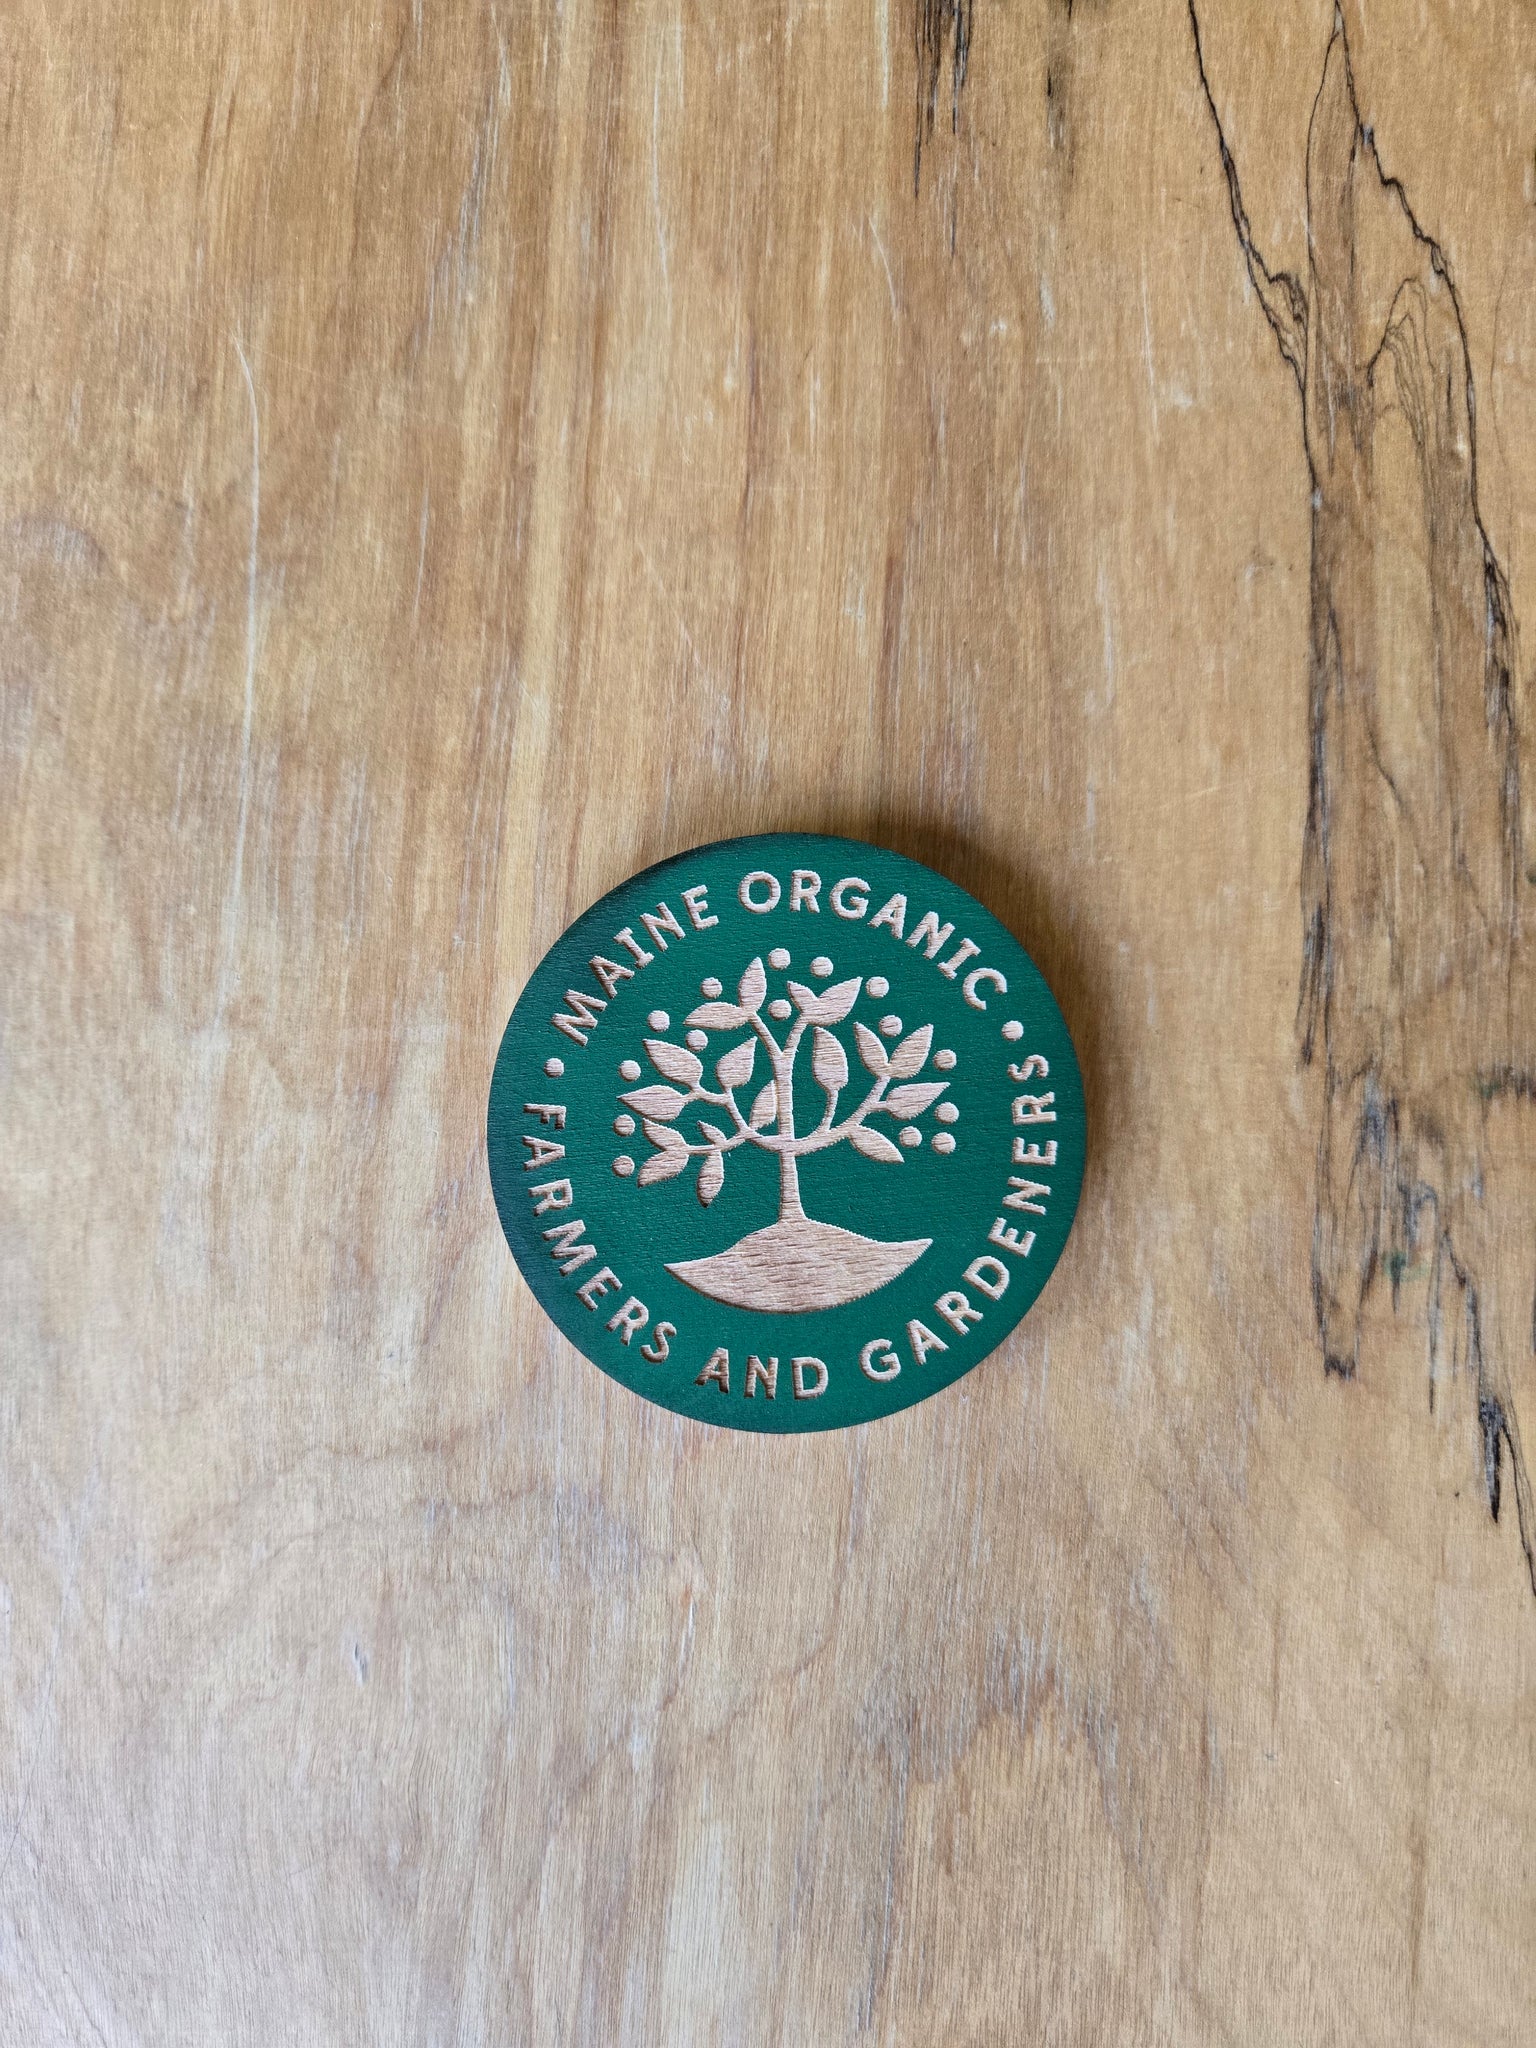 MAINE ORGANIC
• FARMERS AND GARDENERS •